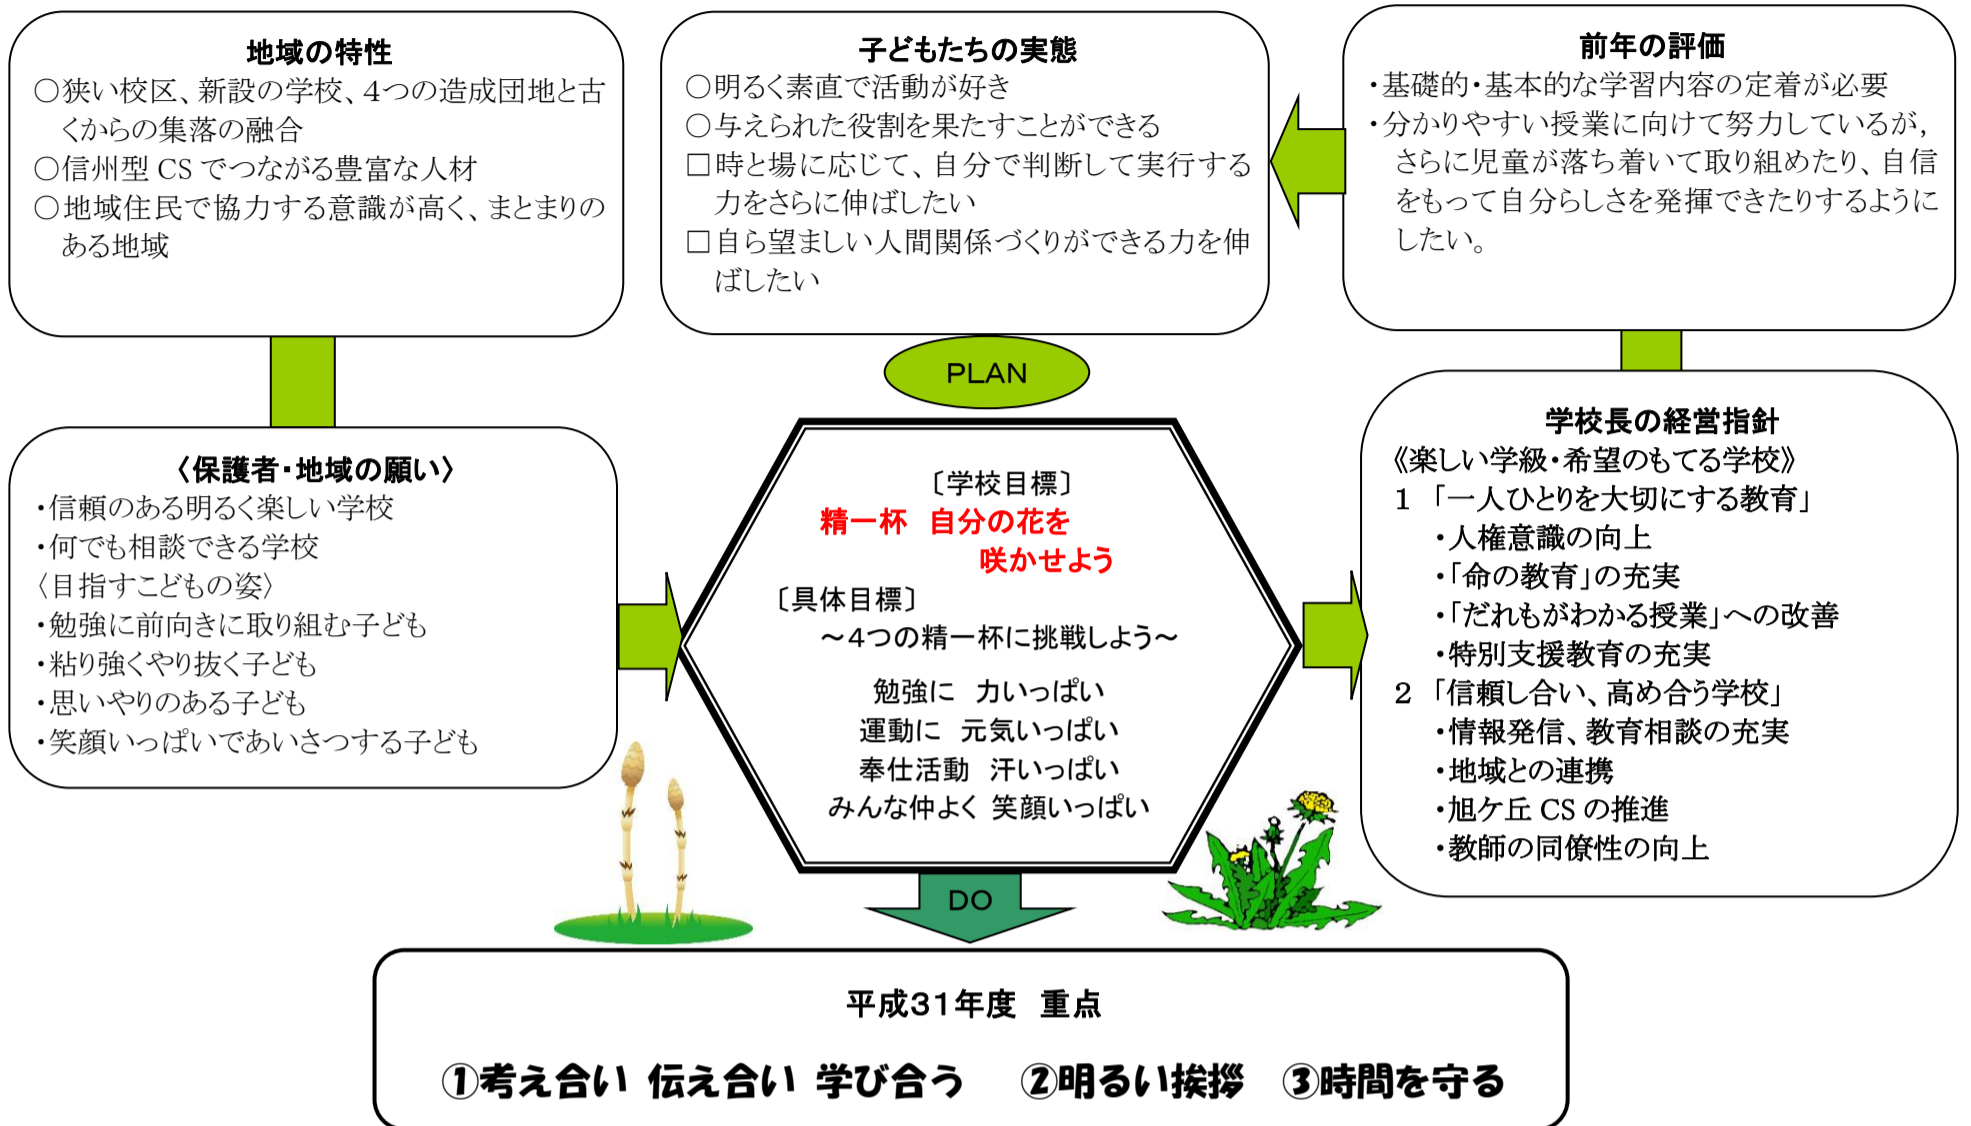 地域の特性
○狭い校区、新設の学校、4つの造成団地と古
くからの集落の融合
○信州型 CS でつながる豊富な人材
○地域住民で協力する意識が高く、まとまりの
ある地域
子どもたちの実態
○明るく素直で活動が好き
○与えられた役割を果たすことができる
□時と場に応じて、自分で判断して実行する
力をさらに伸ばしたい
□自ら望ましい人間関係づくりができる力を伸
ばしたい
前年の評価
・基礎的・基本的な学習内容の定着が必要
・分かりやすい授業に向けて努力しているが,
さらに児童が落ち着いて取り組めたり、自信
をもって自分らしさを発揮できたりするように
したい。
PLAN
〈保護者・地域の願い〉
・信頼のある明るく楽しい学校
・何でも相談できる学校
〈目指すこどもの姿〉
・勉強に前向きに取り組む子ども
・粘り強くやり抜く子ども
・思いやりのある子ども
・笑顔いっぱいであいさつする子ども
〔学校目標〕
精一杯 自分の花を
咲かせよう
〔具体目標〕
～4つの精一杯に挑戦しよう～
勉強に 力いっぱい
運動に 元気いっぱい
奉仕活動 汗いっぱい
みんな仲よく 笑顔いっぱい
学校長の経営指針
《楽しい学級・希望のもてる学校》
1 「一人ひとりを大切にする教育」
・人権意識の向上
・「命の教育」の充実
・「だれもがわかる授業」への改善
・特別支援教育の充実
2 「信頼し合い、高め合う学校」
・情報発信、教育相談の充実
・地域との連携
・旭ケ丘 CS の推進
・教師の同僚性の向上
DO
平成31年度 重点
①考え合い 伝え合い 学び合う ②明るい挨拶 ③時間を守る